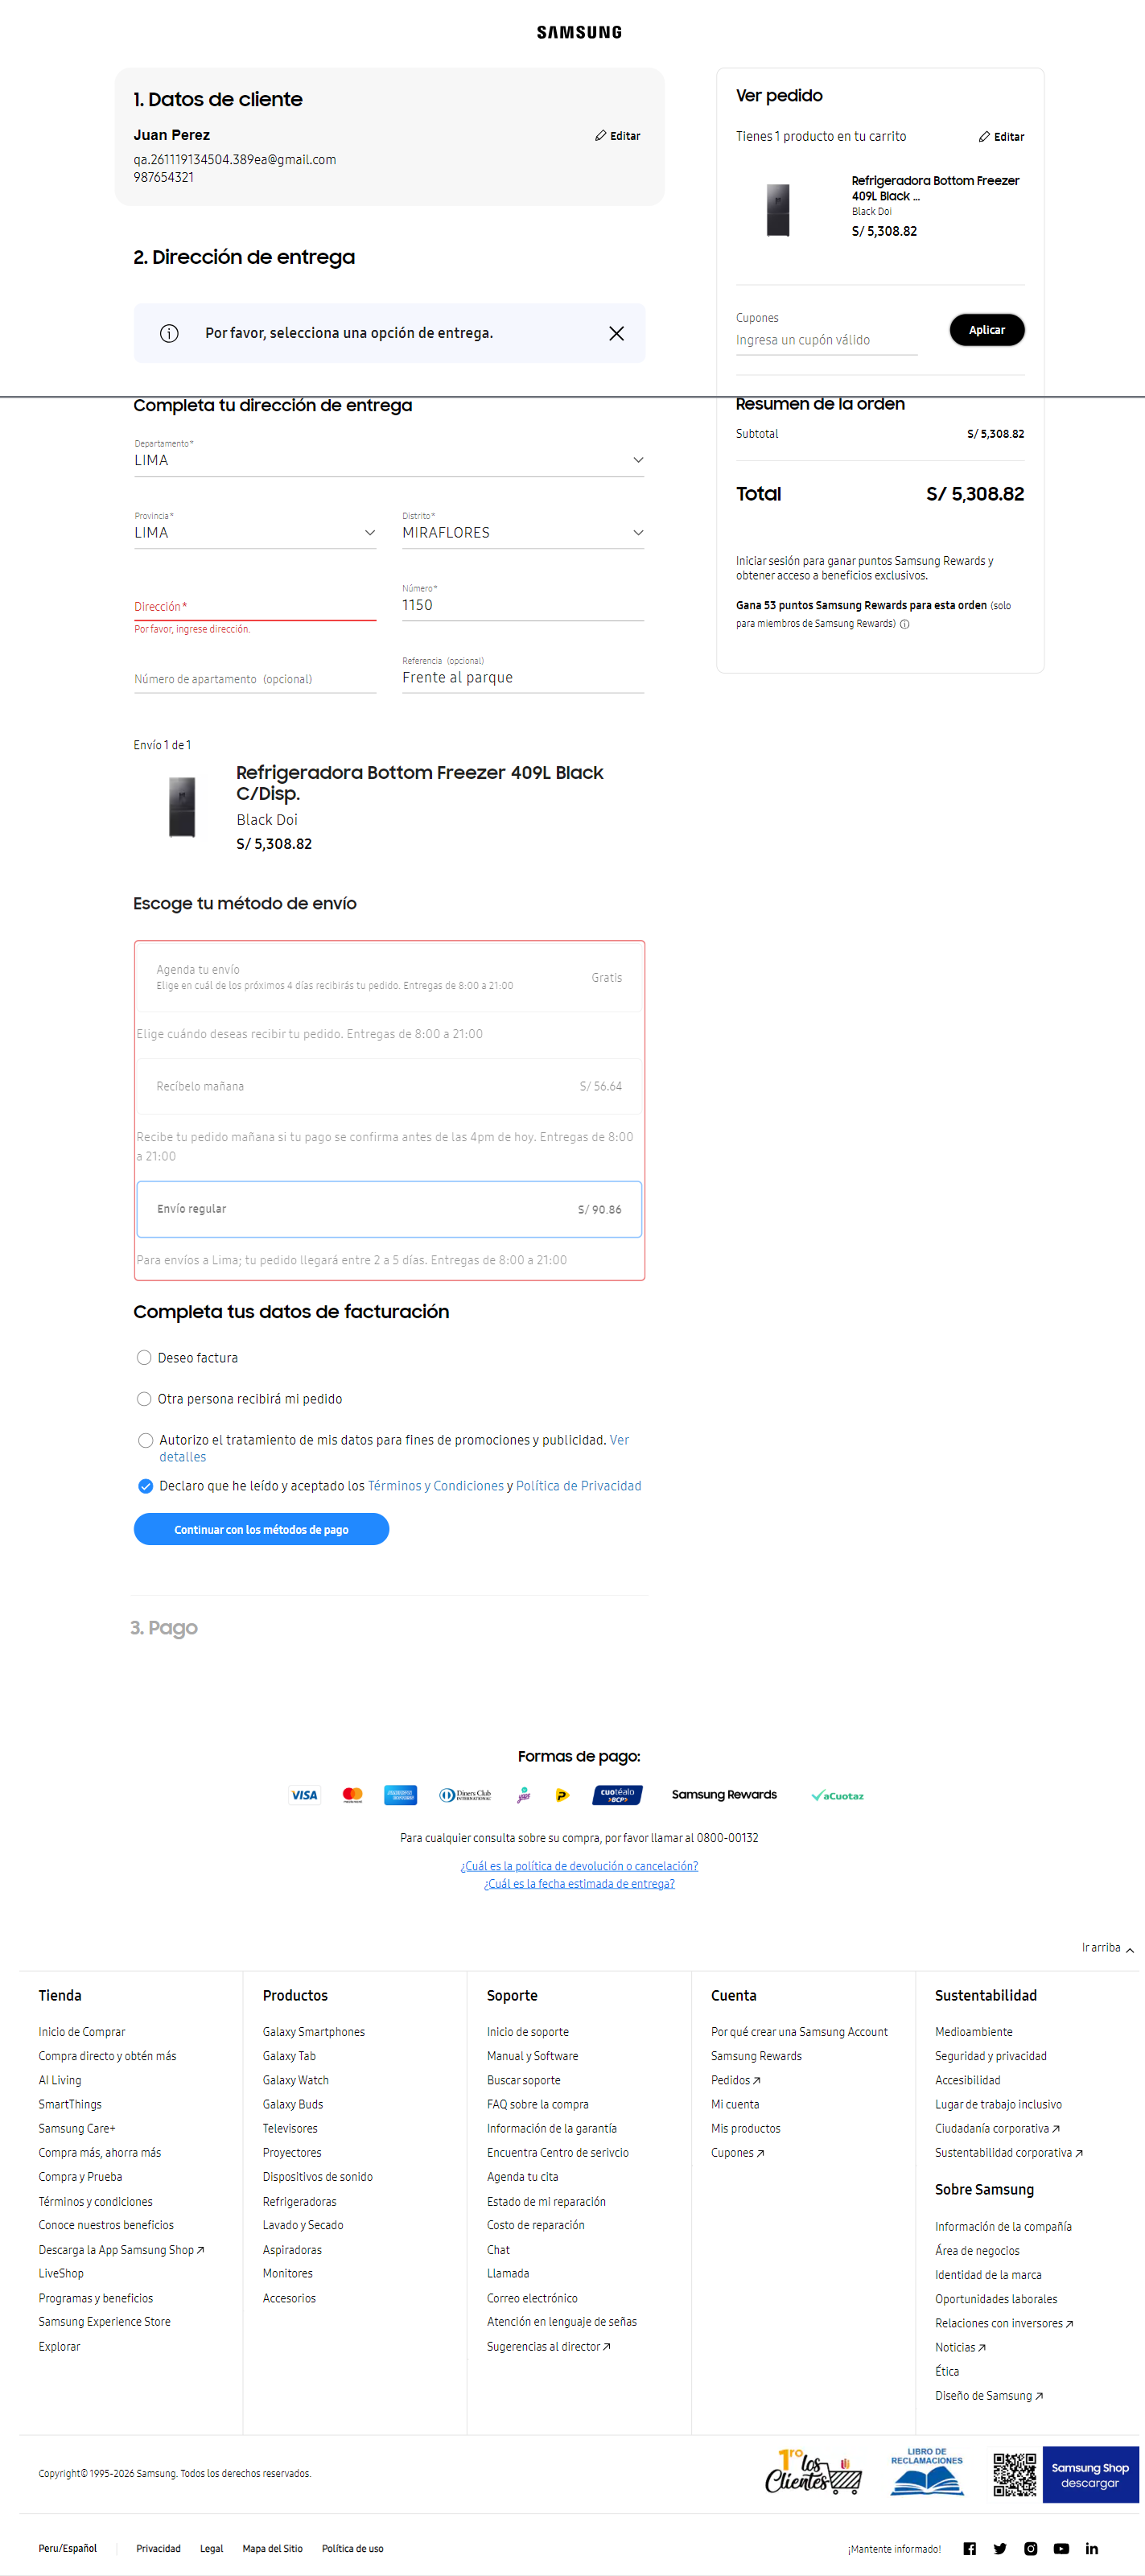 SAMSUNG
1. Datos de cliente
Juan Perez
Editar
qa.261119134504.389ea@gmail.com
987654321
2. Dirección de entrega
Por favor, selecciona una opción de entrega.
Completa tu dirección de entrega
Departamento*
LIMA
Provincia*
LIMA
Distrito*
MIRAFLORES
Dirección*
Por favor, ingrese dirección.
Número*
1150
Número de apartamento (opcional)
Referencia (opcional)
Frente al parque
Envío 1 de 1
Refrigeradora Bottom Freezer 409L Black
C/Disp.
Black Doi
S/ 5,308.82
Escoge tu método de envío
Agenda tu envío
Elige en cuál de los próximos 4 días recibirás tu pedido. Entregas de 8:00 a 21:00
Gratis
Elige cuándo deseas recibir tu pedido. Entregas de 8:00 a 21:00
Recíbelo mañana
S/ 56.64
Recibe tu pedido mañana si tu pago se confirma antes de las 4pm de hoy. Entregas de 8:00
a 21:00
Envío regular
S/ 90.86
Para envíos a Lima; tu pedido llegará entre 2 a 5 días. Entregas de 8:00 a 21:00
Completa tus datos de facturación
Deseo factura
Otra persona recibirá mi pedido
Autorizo el tratamiento de mis datos para fines de promociones y publicidad. Ver
detalles
Declaro que he leído y aceptado los Términos y Condiciones y Política de Privacidad
Continuar con los métodos de pago
3. Pago
Ver pedido
Tienes 1 producto en tu carrito
Editar
Refrigeradora Bottom Freezer
409L Black ...
Black Doi
S/ 5,308.82
Cupones
Ingresa un cupón válido
Aplicar
Resumen de la orden
Subtotal
S/ 5,308.82
Total
S/ 5,308.82
Iniciar sesión para ganar puntos Samsung Rewards y
obtener acceso a beneficios exclusivos.
Gana 53 puntos Samsung Rewards para esta orden (solo
para miembros de Samsung Rewards)
Formas de pago:
VISA
Diners Club
INTERNATIONAL
cuotéalo
>BCP>
Samsung Rewards
VaCuotaz
Para cualquier consulta sobre su compra, por favor llamar al 0800-00132
¿Cuál es la política de devolución o cancelación?
¿Cuál es la fecha estimada de entrega?
Ir arriba
Tienda
Inicio de Comprar
Compra directo y obtén más
AI Living
SmartThings
Samsung Care+
Compra más, ahorra más
Compra y Prueba
Términos y condiciones
Conoce nuestros beneficios
Descarga la App Samsung Shop
LiveShop
Programas y beneficios
Samsung Experience Store
Explorar
Productos
Galaxy Smartphones
Galaxy Tab
Galaxy Watch
Galaxy Buds
Televisores
Proyectores
Dispositivos de sonido
Refrigeradoras
Lavado y Secado
Aspiradoras
Monitores
Accesorios
Soporte
Inicio de soporte
Manual y Software
Buscar soporte
FAQ sobre la compra
Información de la garantía
Encuentra Centro de serivcio
Agenda tu cita
Estado de mi reparación
Costo de reparación
Chat
Llamada
Correo electrónico
Atención en lenguaje de señas
Sugerencias al director
Cuenta
Por qué crear una Samsung Account
Samsung Rewards
Pedidos
Mi cuenta
Mis productos
Cupones
Sustentabilidad
Medioambiente
Seguridad y privacidad
Accesibilidad
Lugar de trabajo inclusivo
Ciudadanía corporativa
Sustentabilidad corporativa
Sobre Samsung
Información de la compañía
Área de negocios
Identidad de la marca
Oportunidades laborales
Relaciones con inversores
Noticias
Ética
Diseño de Samsung
Copyright© 1995-2026 Samsung. Todos los derechos reservados.
1ro los
Clientes
LIBRO DE
RECLAMACIONES
Samsung Shop
descargar
Peru/Español
Privacidad
Legal
Mapa del Sitio
Política de uso
¡Mantente informado!